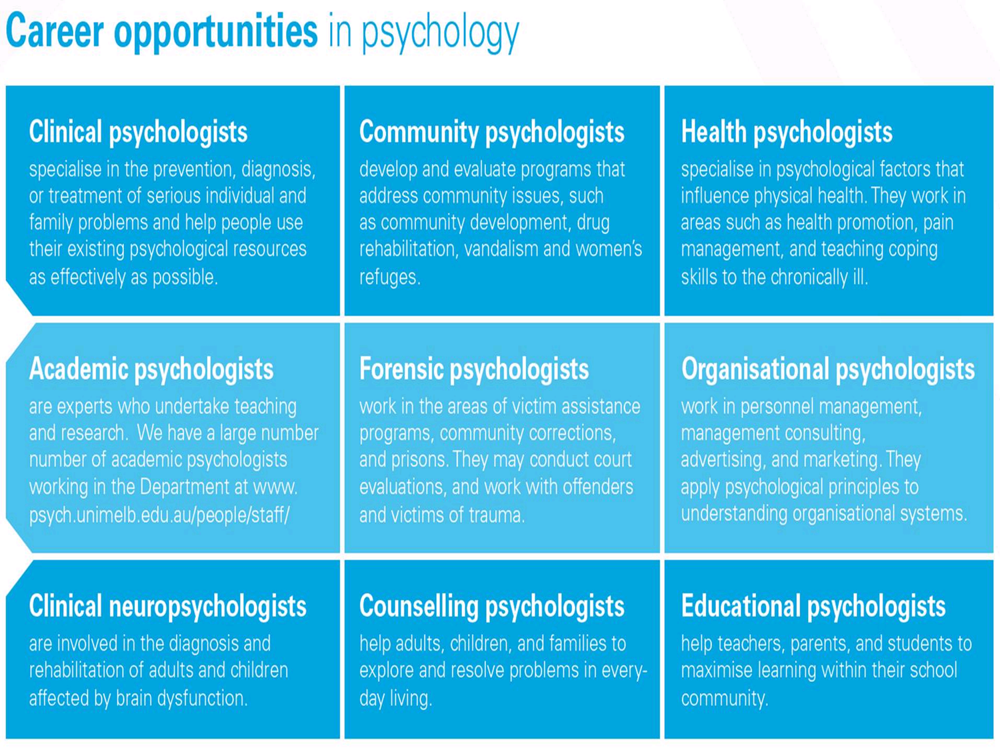 Career opportunities in psychology
Clinical psychologists
specialise in the prevention, diagnosis,
or treatment of serious individual and
family problems and help people use
their existing psychological resources
as effectively as possible.
Community psychologists
develop and evaluate programs that
address community issues, such
as community development, drug
rehabilitation, vandalism and women's
refuges.
Health psychologists
specialise in psychological factors that
influence physical health. They work in
areas such as health promotion, pain
management, and teaching coping
skills to the chronically ill.
Academic psychologists
are experts who undertake teaching
and research. We have a large number
number of academic psychologists
working in the Department at www.
psych.unimelb.edu.au/people/staff/
Forensic psychologists
work in the areas of victim assistance
programs, community corrections,
and prisons. They may conduct court
evaluations, and work with offenders
and victims of trauma.
Organisational psychologists
work in personnel management,
management consulting,
advertising, and marketing. They
apply psychological principles to
understanding organisational systems.
Clinical neuropsychologists
are involved in the diagnosis and
rehabilitation of adults and children
affected by brain dysfunction.
Counselling psychologists
help adults, children, and families to
explore and resolve problems in every-
day living.
Educational psychologists
help teachers, parents, and students to
maximise learning within their school
community.